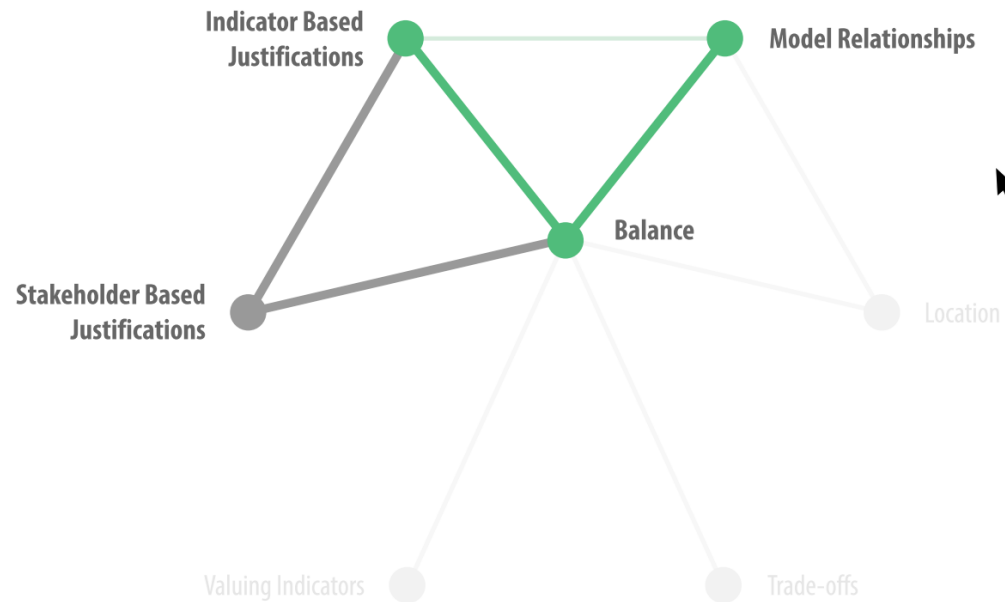 Indicator Based
Justifications
Model Relationships
Balance
Stakeholder Based
Justifications
Location
Valuing Indicators
Trade-offs